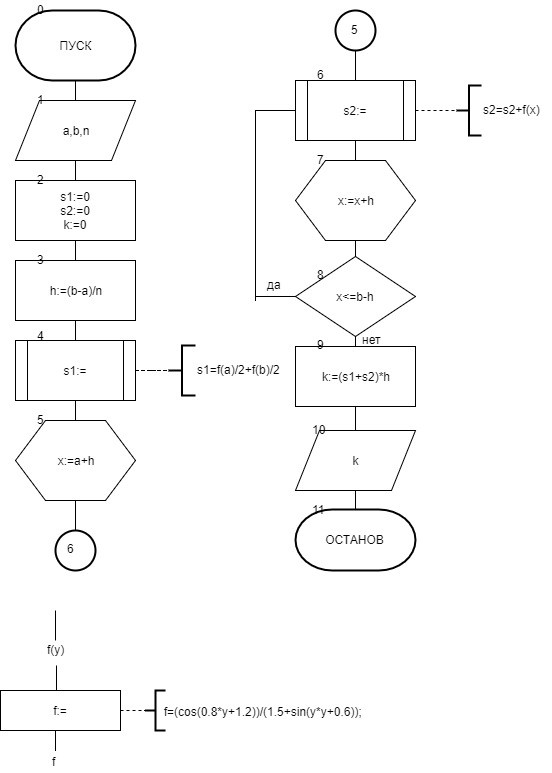 0
ПУСК
1
a,b,n
2
s1:=0
s2:=0
k:=0
3
h:=(b-a)/n
4
s1:=
s1=f(a)/2+f(b)/2
5
x:=a+h
6
5
6
s2:=
s2=s2+f(x)
7
x:=x+h
8
x<=b-h
да
нет
9
k:=(s1+s2)*h
10
k
11
ОСТАНОВ
f(y)
f:=
f=(cos(0.8*y+1.2))/(1.5+sin(y*y+0.6));
f